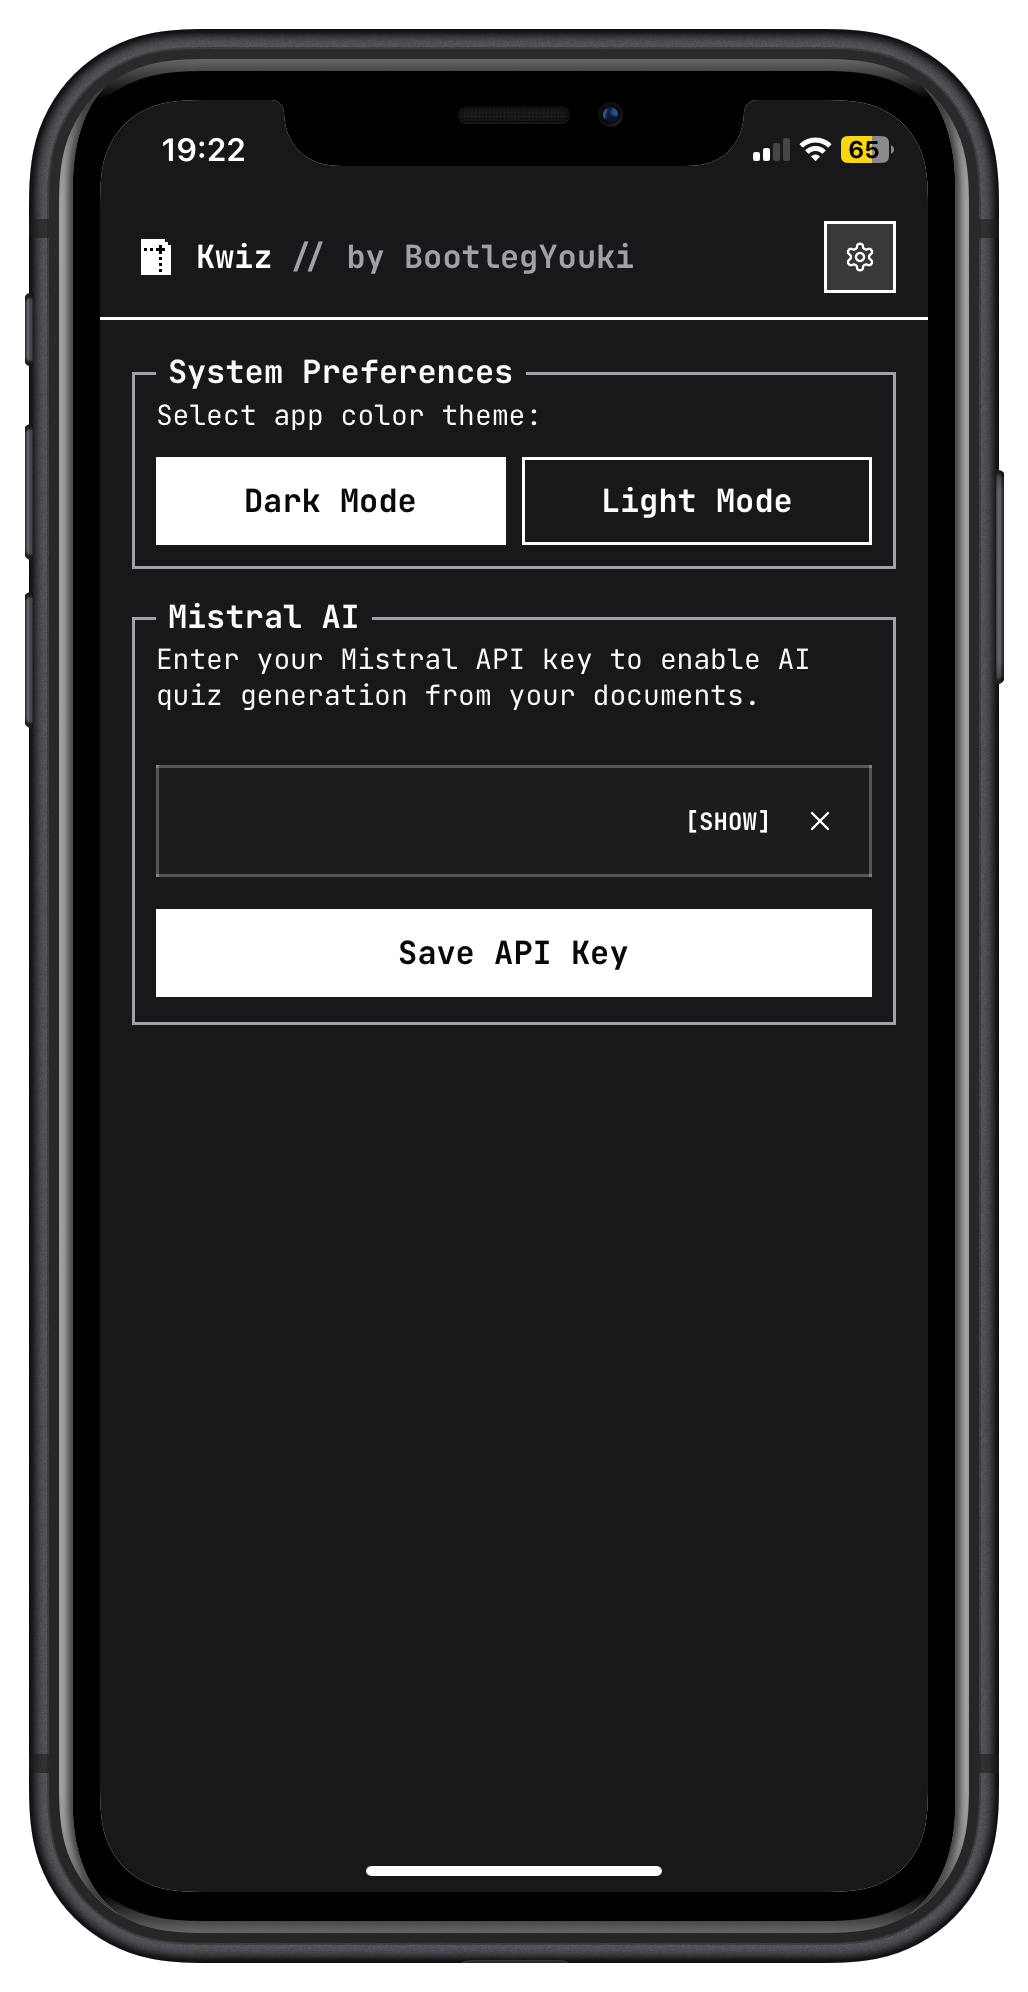 19:22
65
Kwiz // by BootlegYouki
System Preferences
Select app color theme:
Dark Mode
Light Mode
Mistral AI
Enter your Mistral API key to enable AI
quiz generation from your documents.
[SHOW]
Save API Key